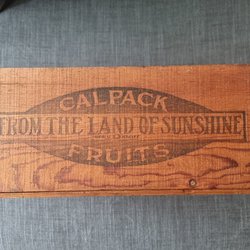 CALPACK
FROM THE LAND OF SUNSHINE
FRUITS